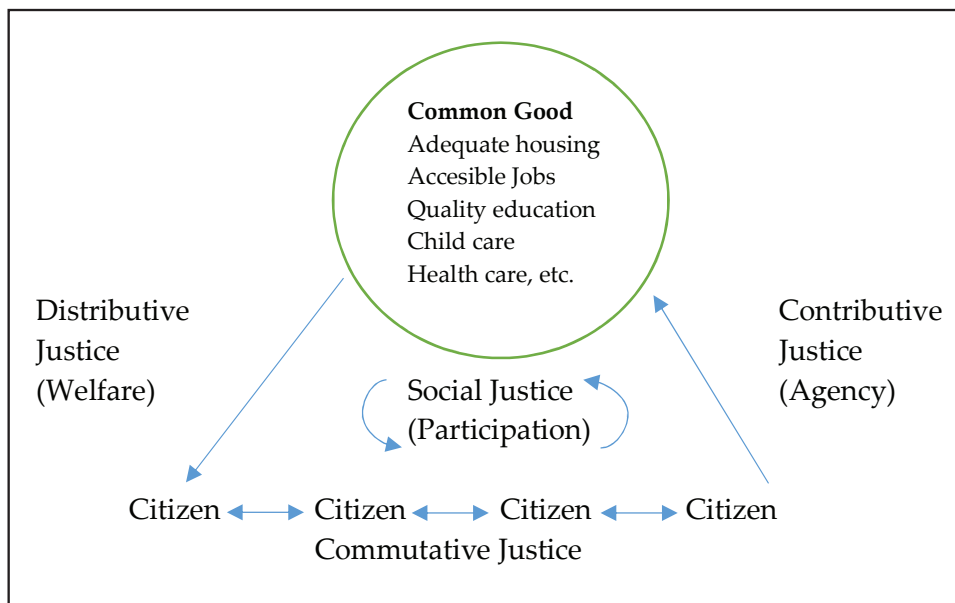 Common Good
Adequate housing
Accesible Jobs
Quality education
Child care
Health care, etc.
Distributive
Justice
(Welfare)
Contributive
Justice
(Agency)
Social Justice
(Participation)
Citizen Citizen Citizen Citizen
Commutative Justice